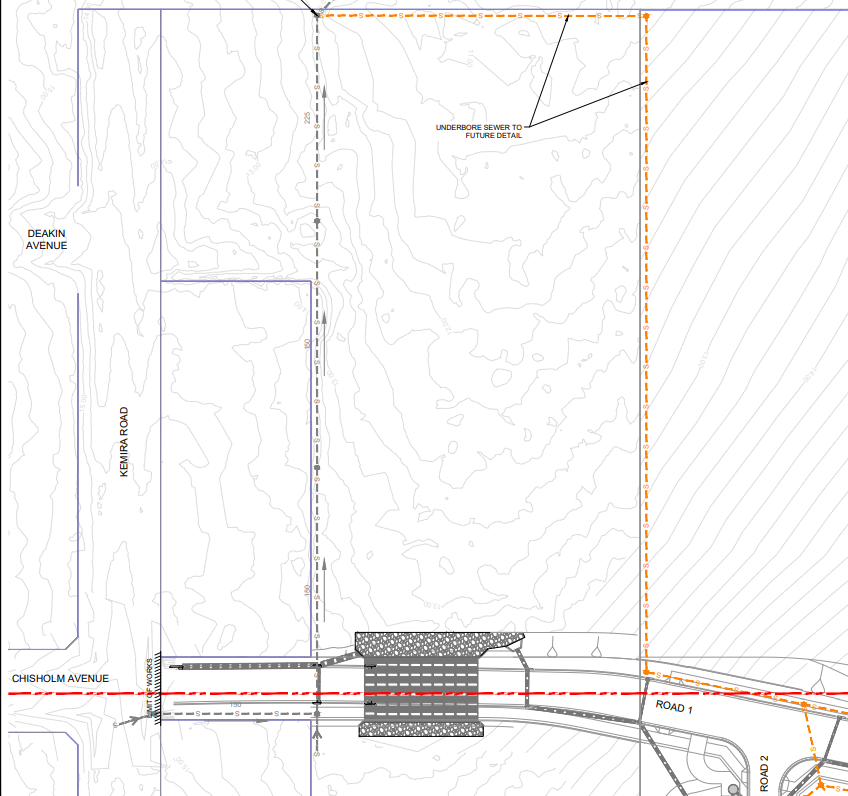 UNDERBORE SEWER TO
FUTURE DETAIL
225
DEAKIN
AVENUE
150
KEMIRA ROAD
150
CHISHOLM AVENUE
LIMIT OF WORKS
150
ROAD 1
ROAD 2